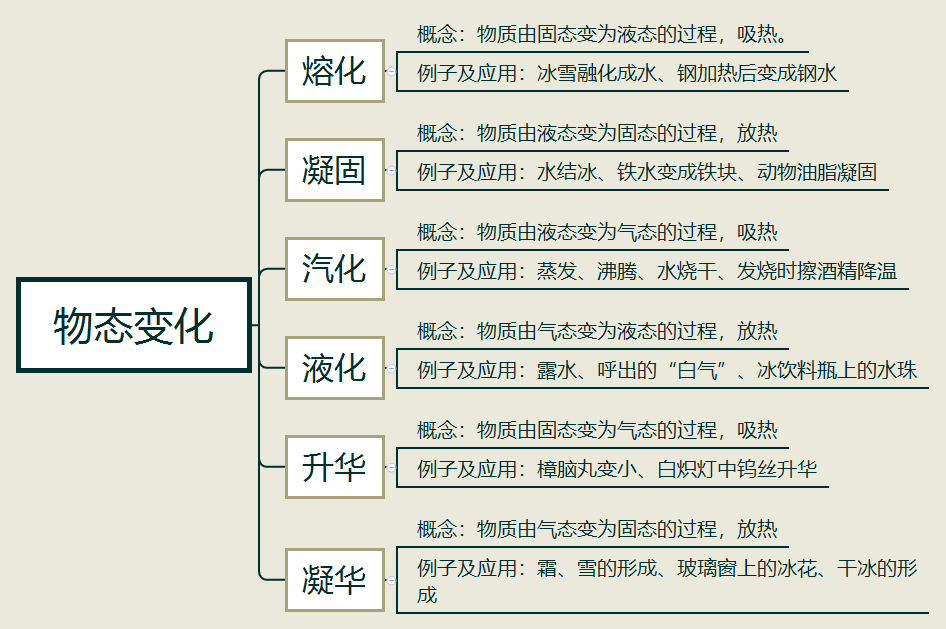 物态变化
熔化
概念：物质由固态变为液态的过程，吸热。
例子及应用：冰雪融化成水、钢加热后变成钢水
凝固
概念：物质由液态变为固态的过程，放热
例子及应用：水结冰、铁水变成铁块、动物油脂凝固
汽化
概念：物质由液态变为气态的过程，吸热
例子及应用：蒸发、沸腾、水烧干、发烧时擦酒精降温
液化
概念：物质由气态变为液态的过程，放热
例子及应用：露水、呼出的“白气”、冰饮料瓶上的水珠
升华
概念：物质由固态变为气态的过程，吸热
例子及应用：樟脑丸变小、白炽灯中钨丝升华
凝华
概念：物质由气态变为固态的过程，放热
例子及应用：霜、雪的形成、玻璃窗上的冰花、干冰的形
成